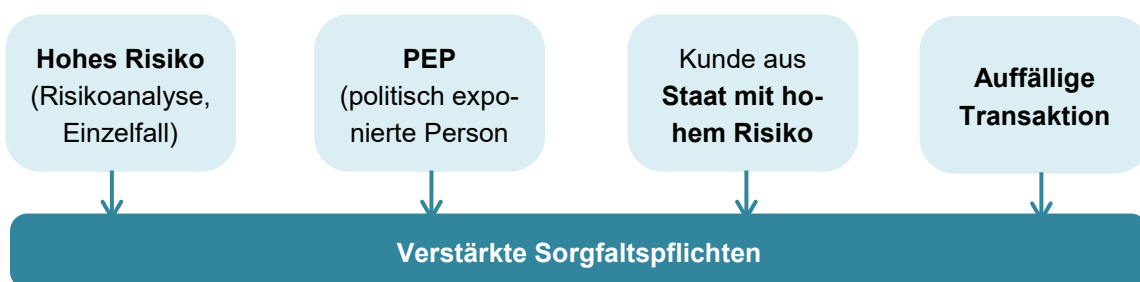 Hohes Risiko
(Risikoanalyse,
Einzelfall)
PEP
(politisch expo-
nierte Person
Kunde aus
Staat mit ho-
hem Risiko
Auffällige
Transaktion
Verstärkte Sorgfaltspflichten